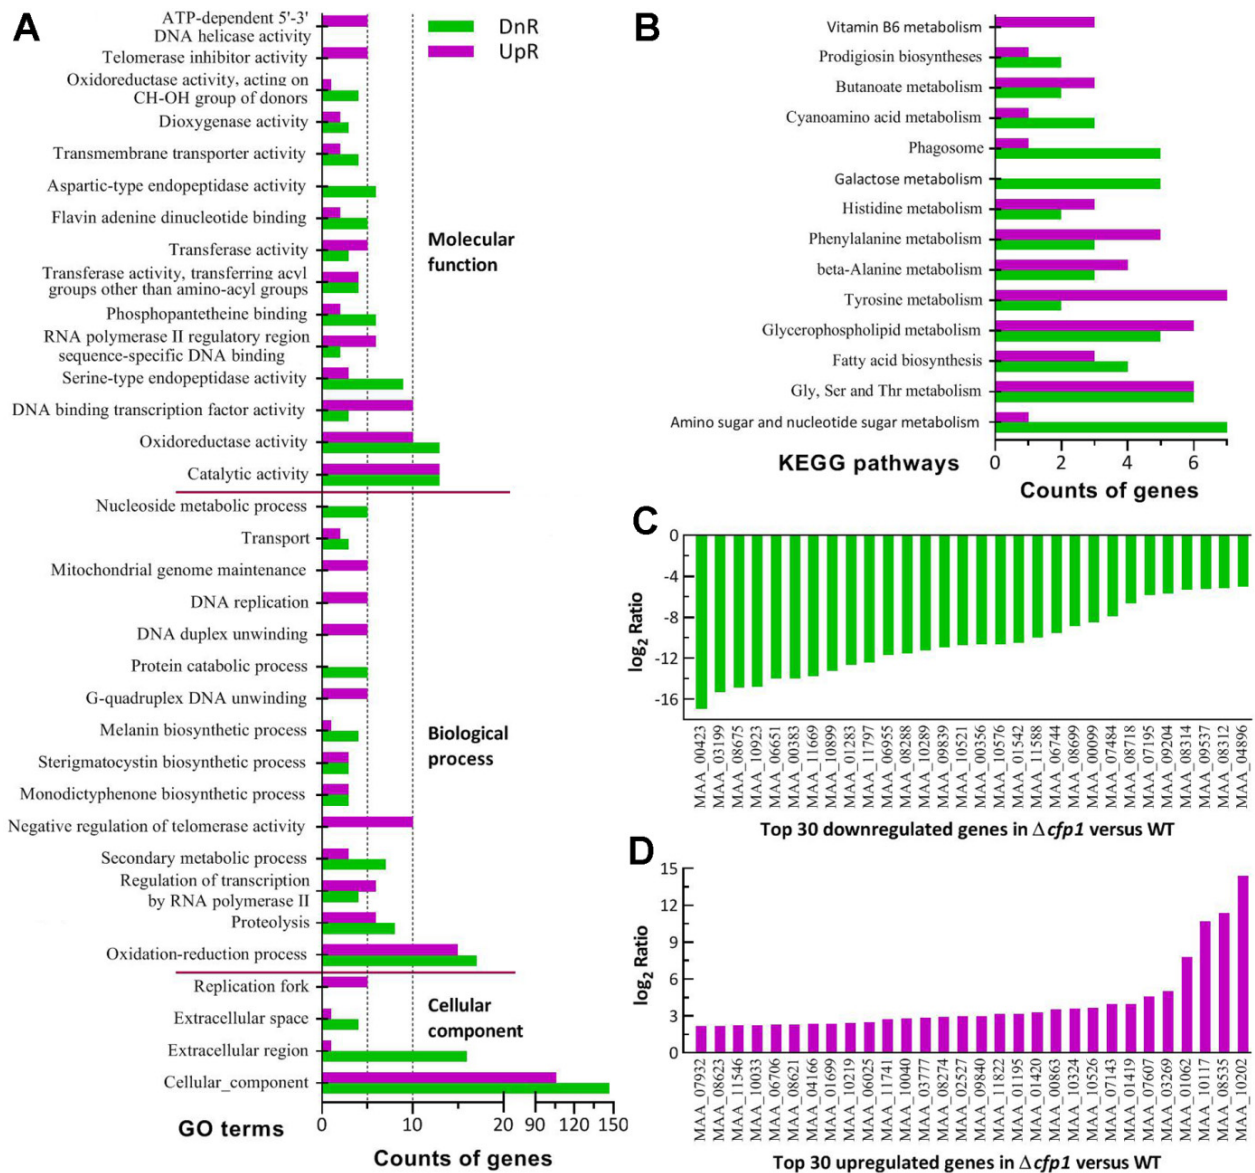 A
ATP-dependent 5'-3'
DNA helicase activity
Telomerase inhibitor activity
Oxidoreductase activity, acting on
CH-OH group of donors
Dioxygenase activity
Transmembrane transporter activity
Aspartic-type endopeptidase activity
Flavin adenine dinucleotide binding
Transferase activity
Transferase activity, transferring acyl
groups other than amino-acyl groups
Phosphopantetheine binding
RNA polymerase II regulatory region
sequence-specific DNA binding
Serine-type endopeptidase activity
DNA binding transcription factor activity
Oxidoreductase activity
Catalytic activity
Nucleoside metabolic process
Transport
Mitochondrial genome maintenance
DNA replication
DNA duplex unwinding
Protein catabolic process
G-quadruplex DNA unwinding
Melanin biosynthetic process
Sterigmatocystin biosynthetic process
Monodictyphenone biosynthetic process
Negative regulation of telomerase activity
Secondary metabolic process
Regulation of transcription
by RNA polymerase II
Proteolysis
Oxidation-reduction process
Replication fork
Extracellular space
Extracellular region
Cellular_component
DnR
UpR
Molecular
function
Biological
process
Cellular
component
0 10 20 90 120 150
GO terms
Counts of genes
B
Vitamin B6 metabolism
Prodigiosin biosyntheses
Butanoate metabolism
Cyanoamino acid metabolism
Phagosome
Galactose metabolism
Histidine metabolism
Phenylalanine metabolism
beta-Alanine metabolism
Tyrosine metabolism
Glycerophospholipid metabolism
Fatty acid biosynthesis
Gly, Ser and Thr metabolism
Amino sugar and nucleotide sugar metabolism
0 2 4 6
KEGG pathways
Counts of genes
C
0
-4
-8
-12
-16
log2 Ratio
MAA_00423
MAA_03199
MAA_08675
MAA_10923
MAA_06651
MAA_00383
MAA_11669
MAA_10899
MAA_01283
MAA_11797
MAA_06955
MAA_08288
MAA_10289
MAA_09839
MAA_10521
MAA_00356
MAA_10576
MAA_01542
MAA_11588
MAA_06744
MAA_08699
MAA_00099
MAA_07484
MAA_08718
MAA_07195
MAA_09204
MAA_08314
MAA_09537
MAA_08312
MAA_04896
Top 30 downregulated genes in Δcfp1 versus WT
D
15
12
9
6
3
0
log2 Ratio
MAA_07932
MAA_08623
MAA_11546
MAA_10033
MAA_06706
MAA_08621
MAA_04166
MAA_01699
MAA_10219
MAA_06025
MAA_11741
MAA_10040
MAA_03777
MAA_08274
MAA_02527
MAA_09840
MAA_11822
MAA_01195
MAA_01420
MAA_00863
MAA_10324
MAA_10526
MAA_07143
MAA_01419
MAA_07607
MAA_03269
MAA_01062
MAA_10117
MAA_08535
MAA_10202
Top 30 upregulated genes in Δcfp1 versus WT